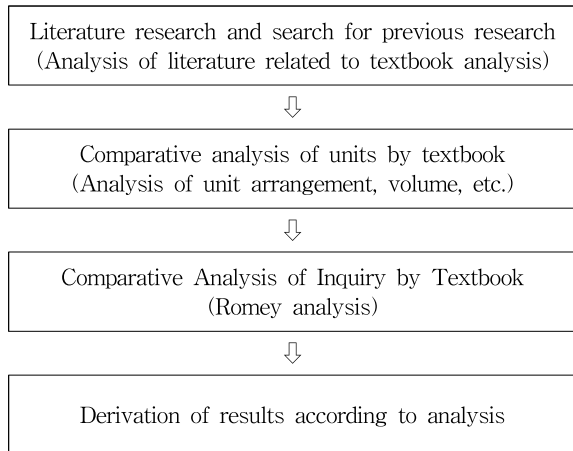 Literature research and search for previous research
(Analysis of literature related to textbook analysis)
Comparative analysis of units by textbook
(Analysis of unit arrangement, volume, etc.)
Comparative Analysis of Inquiry by Textbook
(Romey analysis)
Derivation of results according to analysis